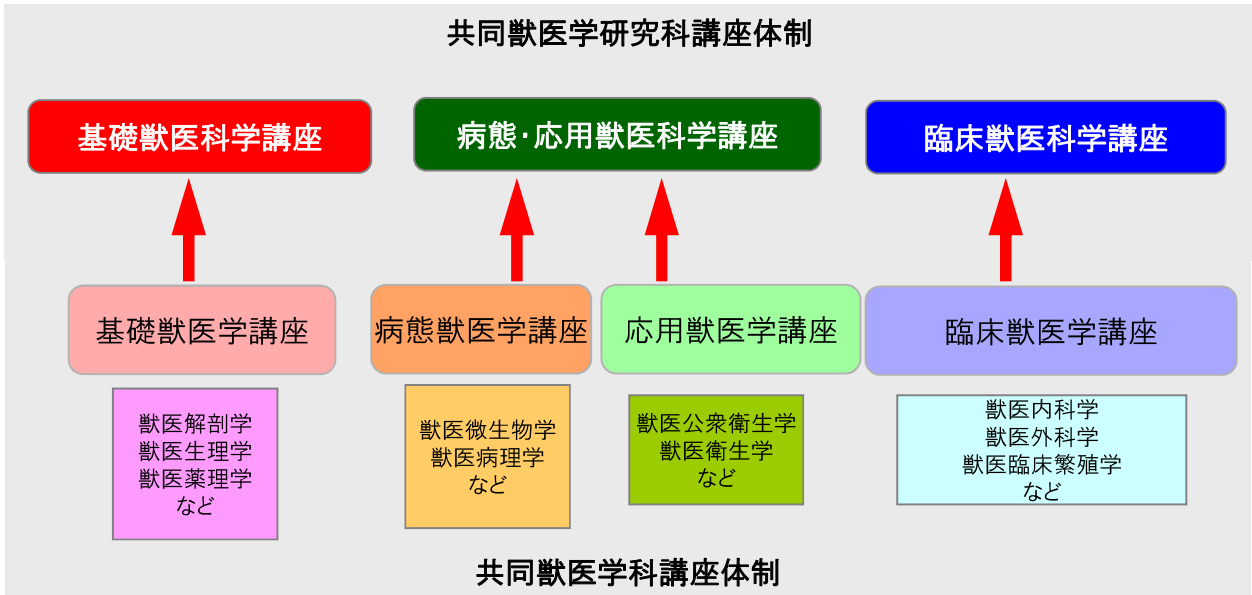 共同獣医学研究科講座体制
基礎獣医科学講座
病態・応用獣医科学講座
臨床獣医科学講座
基礎獣医学講座
病態獣医学講座
応用獣医学講座
臨床獣医学講座
獣医解剖学
獣医生理学
獣医薬理学
など
獣医微生物学
獣医病理学
など
獣医公衆衛生学
獣医衛生学
など
獣医内科学
獣医外科学
獣医臨床繁殖学
など
共同獣医学科講座体制